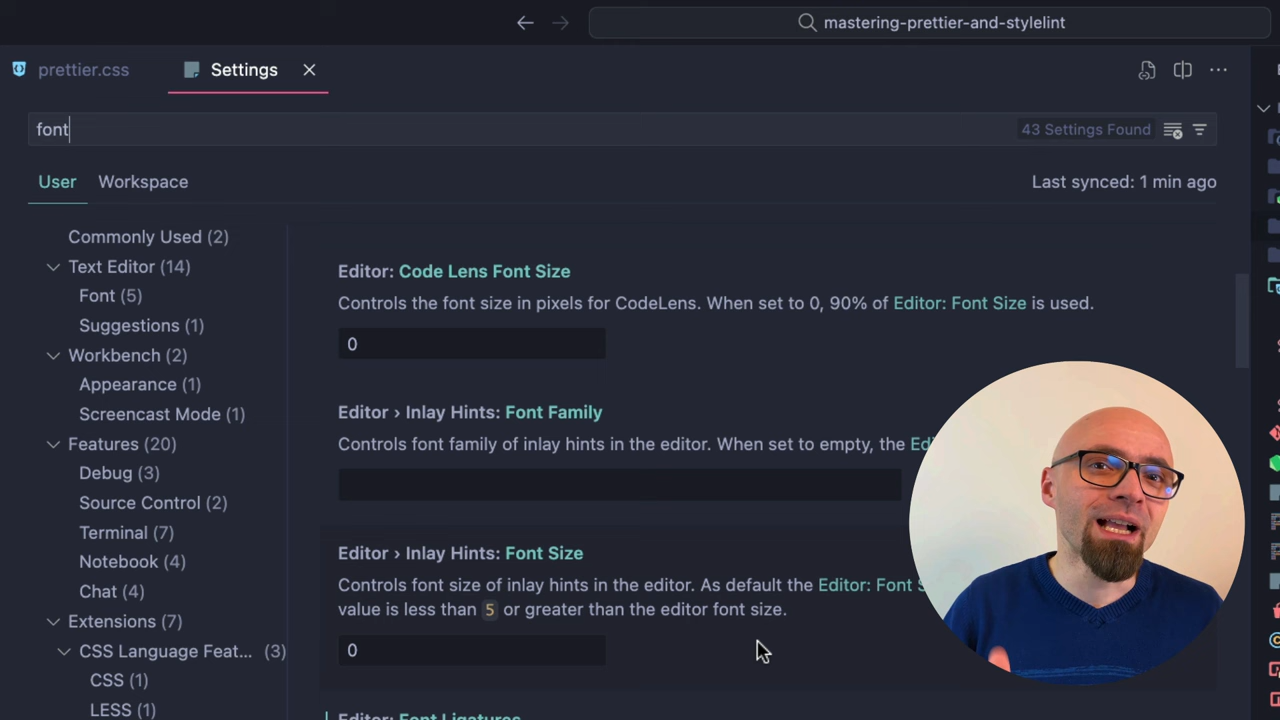 mastering-prettier-and-stylelint
prettier.css
Settings
font
43 Settings Found
User
Workspace
Last synced: 1 min ago
Commonly Used (2)
Text Editor (14)
Font (5)
Suggestions (1)
Workbench (2)
Appearance (1)
Screencast Mode (1)
Features (20)
Debug (3)
Source Control (2)
Terminal (7)
Notebook (4)
Chat (4)
Extensions (7)
CSS Language Feat... (3)
CSS (1)
LESS (1)
Editor: Code Lens Font Size
Controls the font size in pixels for CodeLens. When set to 0, 90% of Editor: Font Size is used.
0
Editor › Inlay Hints: Font Family
Controls font family of inlay hints in the editor. When set to empty, the
Editor › Inlay Hints: Font Size
Controls font size of inlay hints in the editor. As default the Editor: Font
value is less than 5 or greater than the editor font size.
0
Editor: Font Ligatures